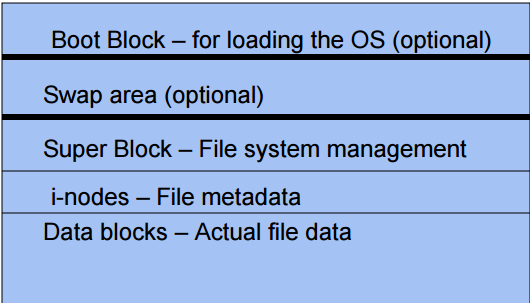 Boot Block – for loading the OS (optional)
Swap area (optional)
Super Block – File system management
i-nodes – File metadata
Data blocks – Actual file data